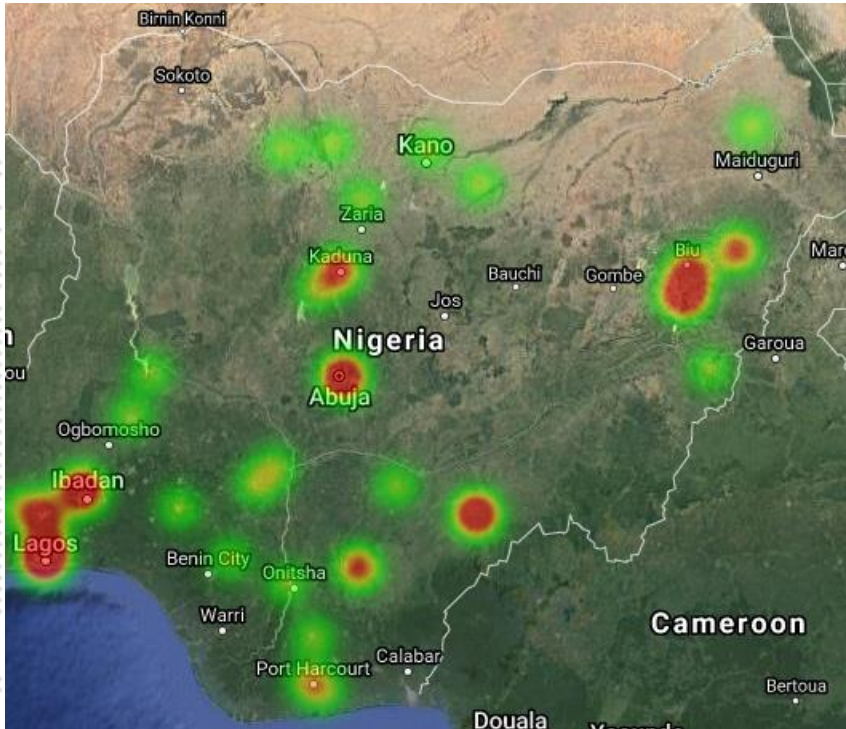 Birnin Konni
Sokoto
Kano
Maiduguri
Zaria
Kaduna
Biu
Mar
Bauchi
Gombe
Jos
Nigeria
Garoua
ou
Abuja
Ogbomosho
Ibadan
Lagos
Benin City
Onitsha
Warri
Cameroon
Port Harcourt
Calabar
Bertoua
Douala